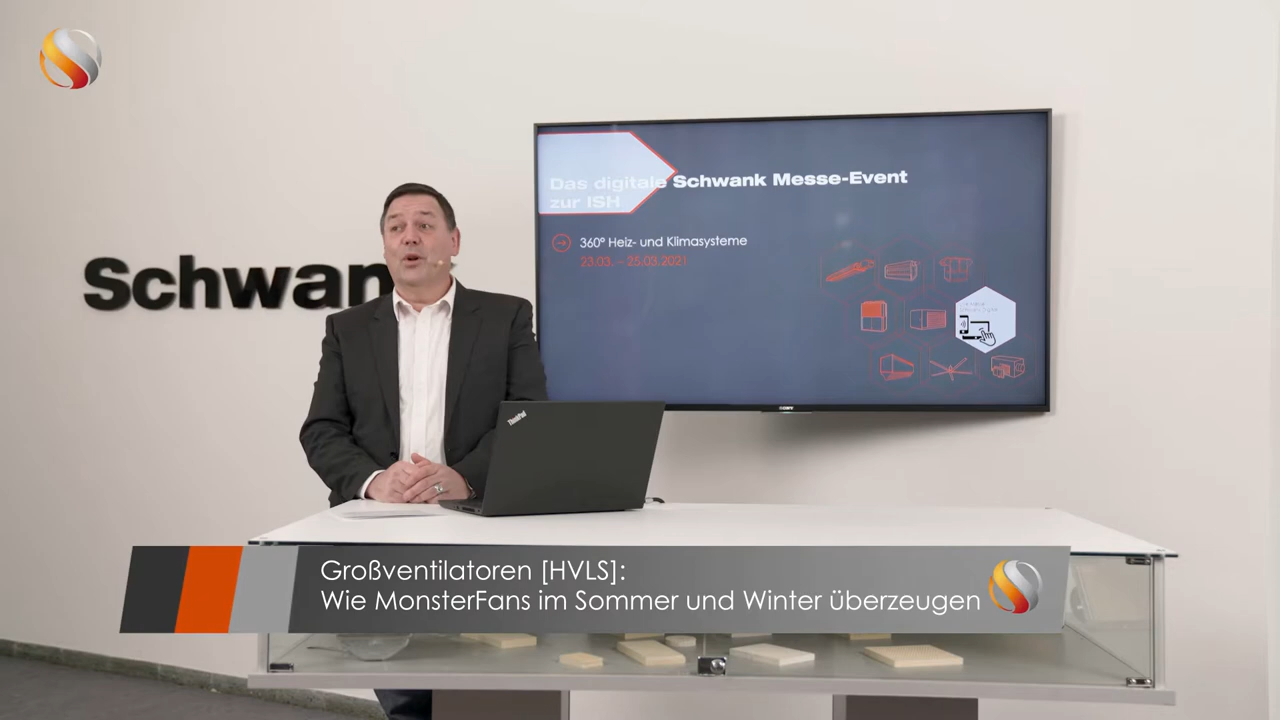 Das digitale Schwank Messe-Event
zur ISH
360° Heiz- und Klimasysteme
23.03. – 25.03.2021
Schwan
SONY
ThinkPad
Großventilatoren [HVLS]:
Wie MonsterFans im Sommer und Winter überzeugen